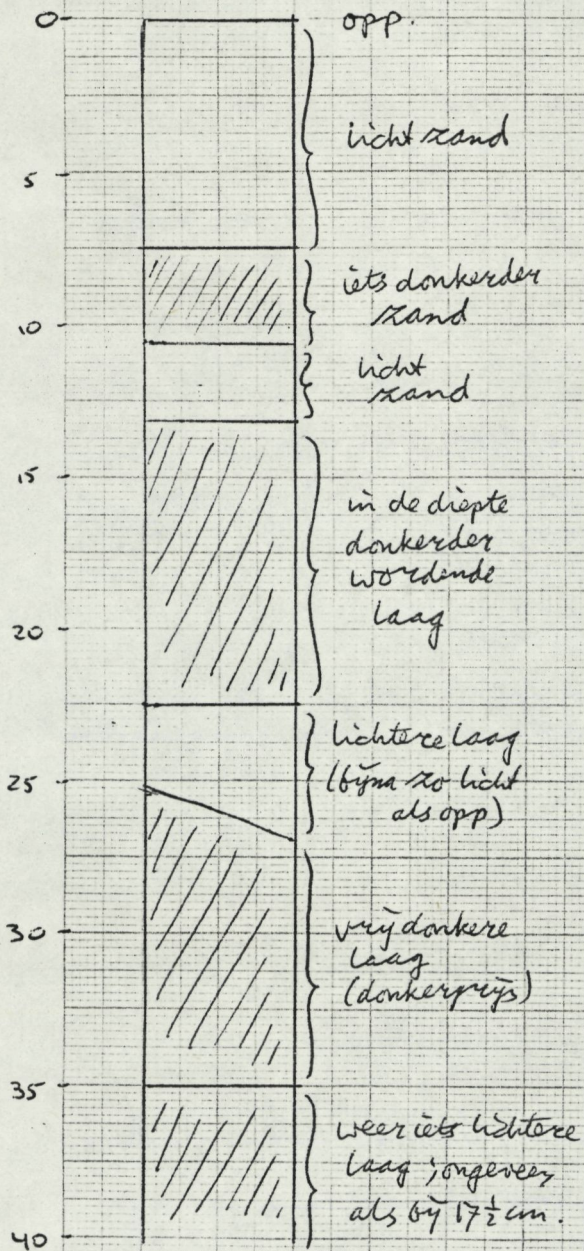 0 opp.
licht zand
5
iets donkerder
zand
10
licht
zand
15
in de diepte
donkerder
wordende
laag
20
lichtere laag
25 (bijna zo licht
als opp)
30 vrij donkere
laag
(donkergrijs)
35
weer iets lichtere
laag; ongeveer
als bij 17 1/2 cm.
40